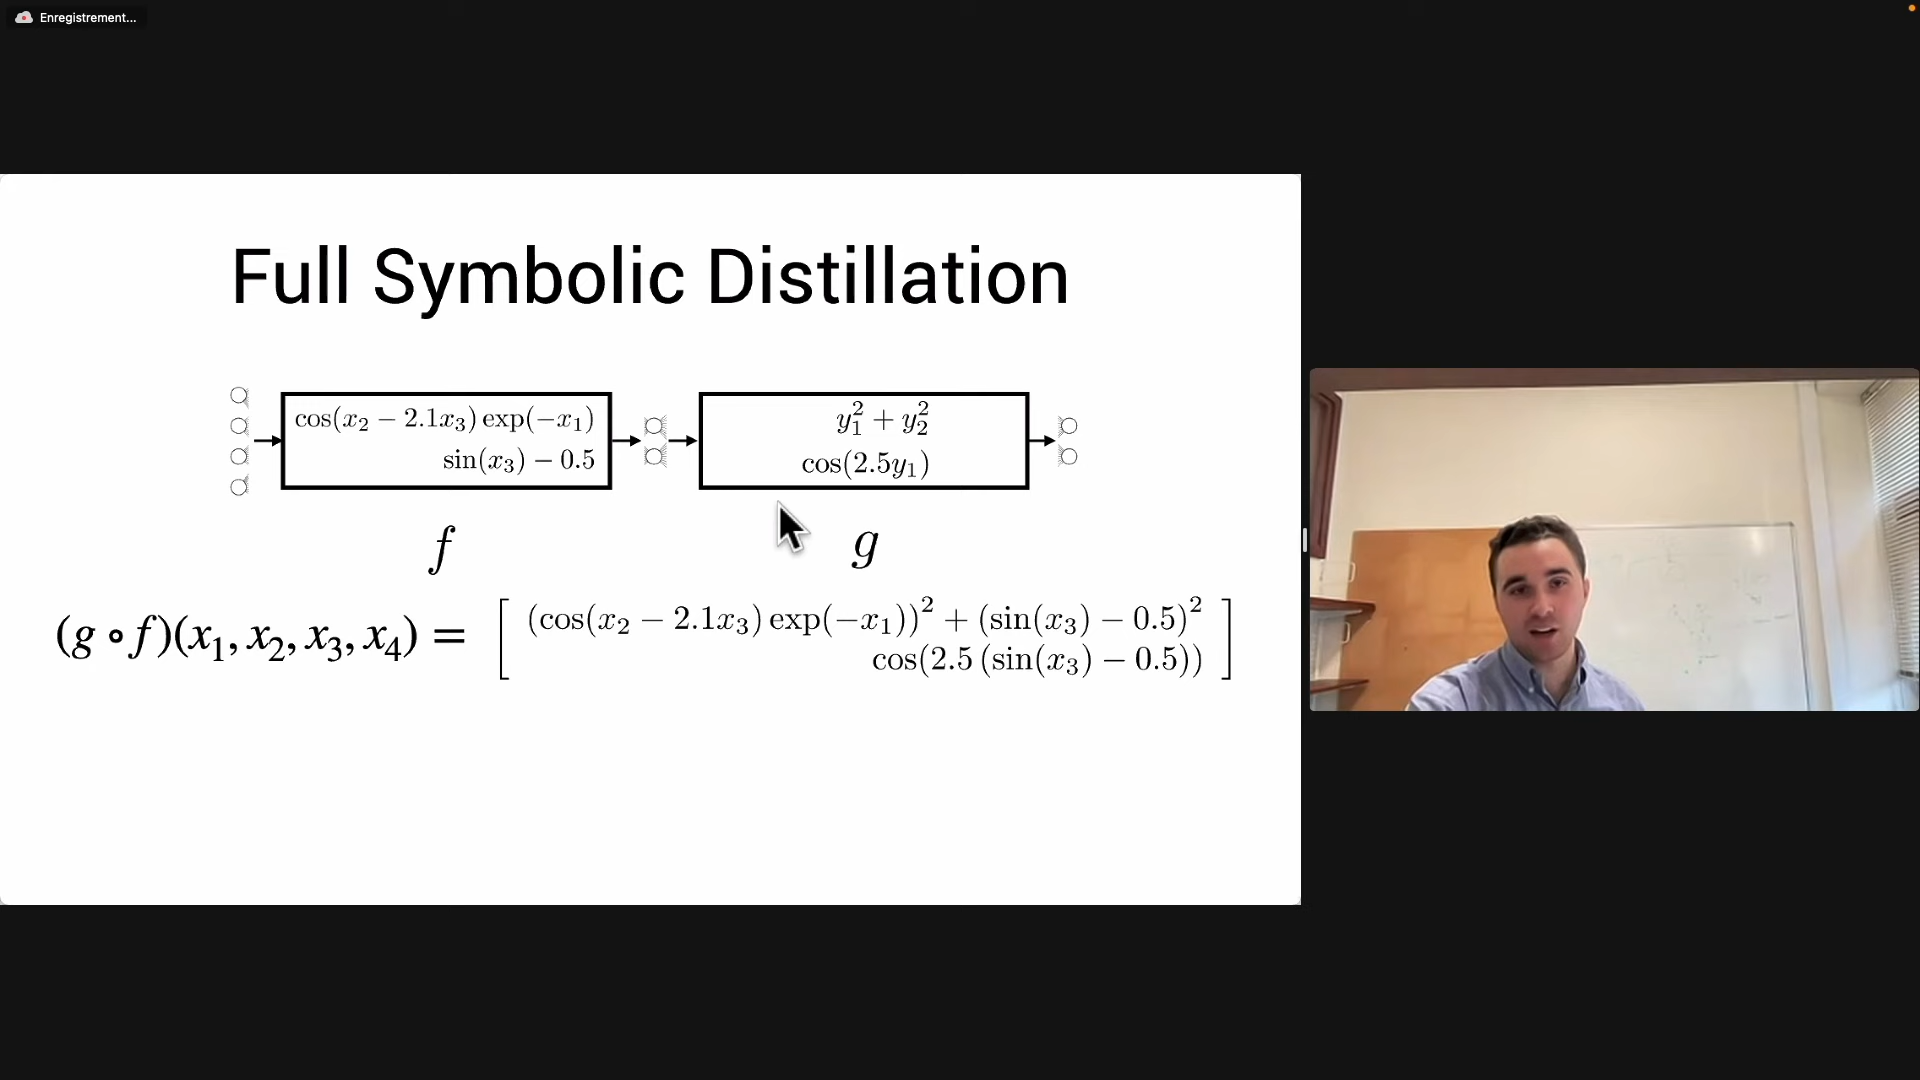 Enregistrement...
Full Symbolic Distillation
cos(x₂ − 2.1x₃) exp(−x₁)
sin(x₃) − 0.5
y₁² + y₂²
cos(2.5y₁)
f
g
(g ∘ f)(x₁, x₂, x₃, x₄) = [ (cos(x₂ − 2.1x₃) exp(−x₁))² + (sin(x₃) − 0.5)²
cos(2.5 (sin(x₃) − 0.5)) ]